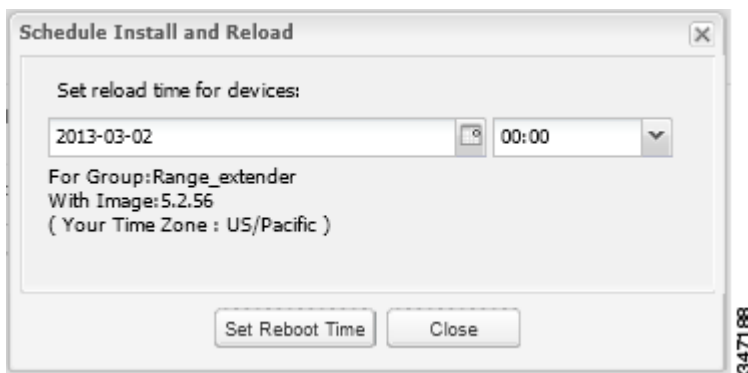 Schedule Install and Reload
Set reload time for devices:
2013-03-02
00:00
For Group:Range_extender
With Image:5.2.56
( Your Time Zone : US/Pacific )
Set Reboot Time
Close
347188